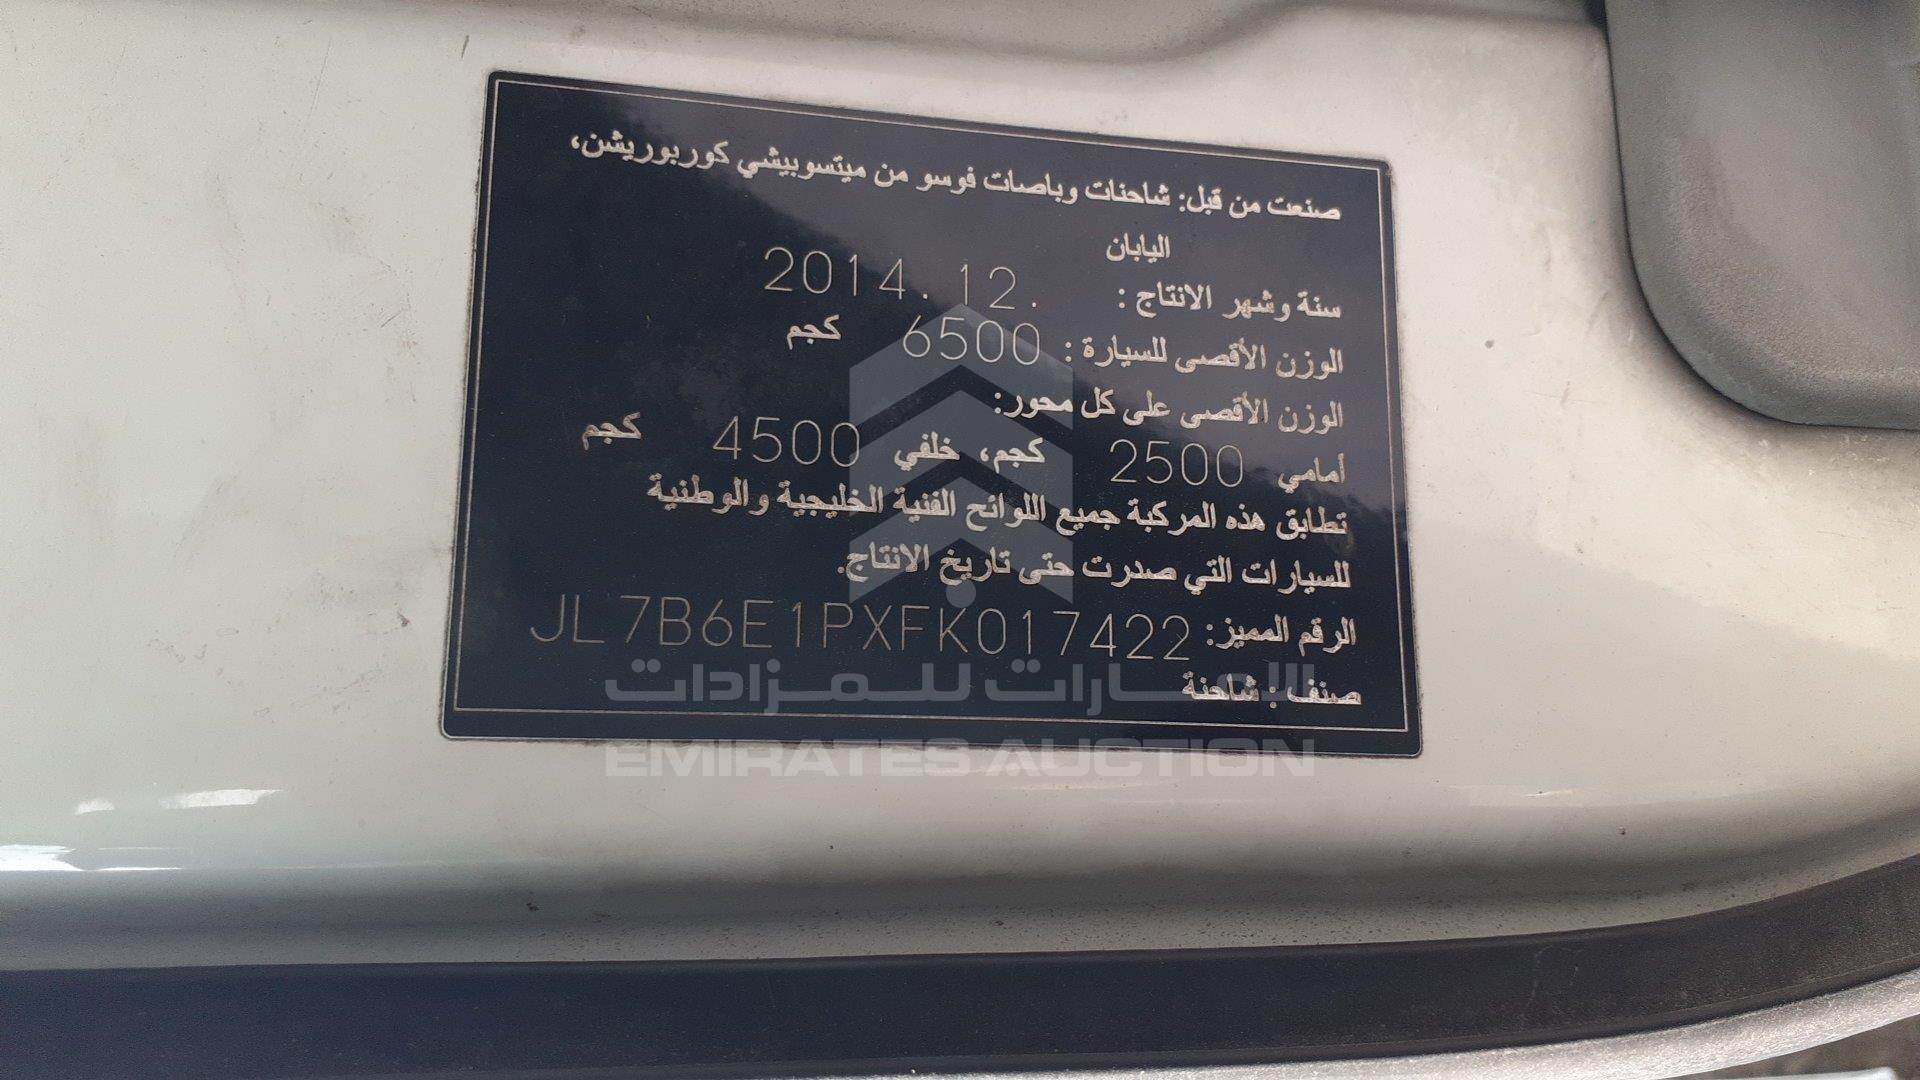 صنعت من قبل: شاحنات وباصات فوسو من ميتسوبيشي كوربوريشن،
اليابان
سنة وشهر الانتاج : 2014. 12.
الوزن الأقصى للسيارة : 6500 كجم
الوزن الأقصى على كل محور:
أمامي 2500 كجم، خلفي 4500 كجم
تطابق هذه المركبة جميع اللوائح الفنية الخليجية والوطنية
للسيارات التي صدرت حتى تاريخ الانتاج.
الرقم المميز: JL7B6E1PXFK017422
صنف : شاحنة
الإمارات للمزادات
EMIRATES AUCTION